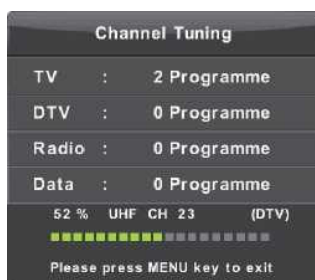 Channel Tuning
TV : 2 Programme
DTV : 0 Programme
Radio : 0 Programme
Data : 0 Programme
52 % UHF CH 23 (DTV)
Please press MENU key to exit